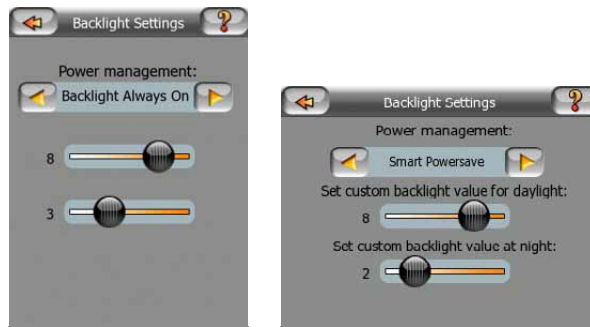 Backlight Settings
?
Power management:
Backlight Always On
8
3
Backlight Settings
?
Power management:
Smart Powersave
Set custom backlight value for daylight:
8
Set custom backlight value at night:
2